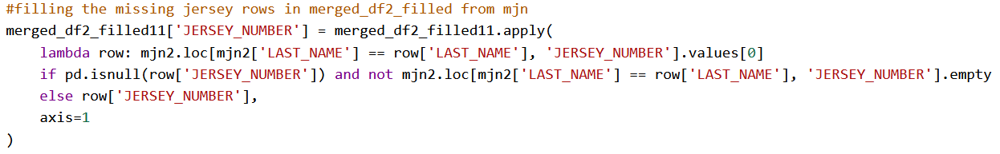 #filling the missing jersey rows in merged_df2_filled from mjn
merged_df2_filled11['JERSEY_NUMBER'] = merged_df2_filled11.apply(
    lambda row: mjn2.loc[mjn2['LAST_NAME'] == row['LAST_NAME'], 'JERSEY_NUMBER'].values[0]
    if pd.isnull(row['JERSEY_NUMBER']) and not mjn2.loc[mjn2['LAST_NAME'] == row['LAST_NAME'], 'JERSEY_NUMBER'].empty
    else row['JERSEY_NUMBER'],
    axis=1
)